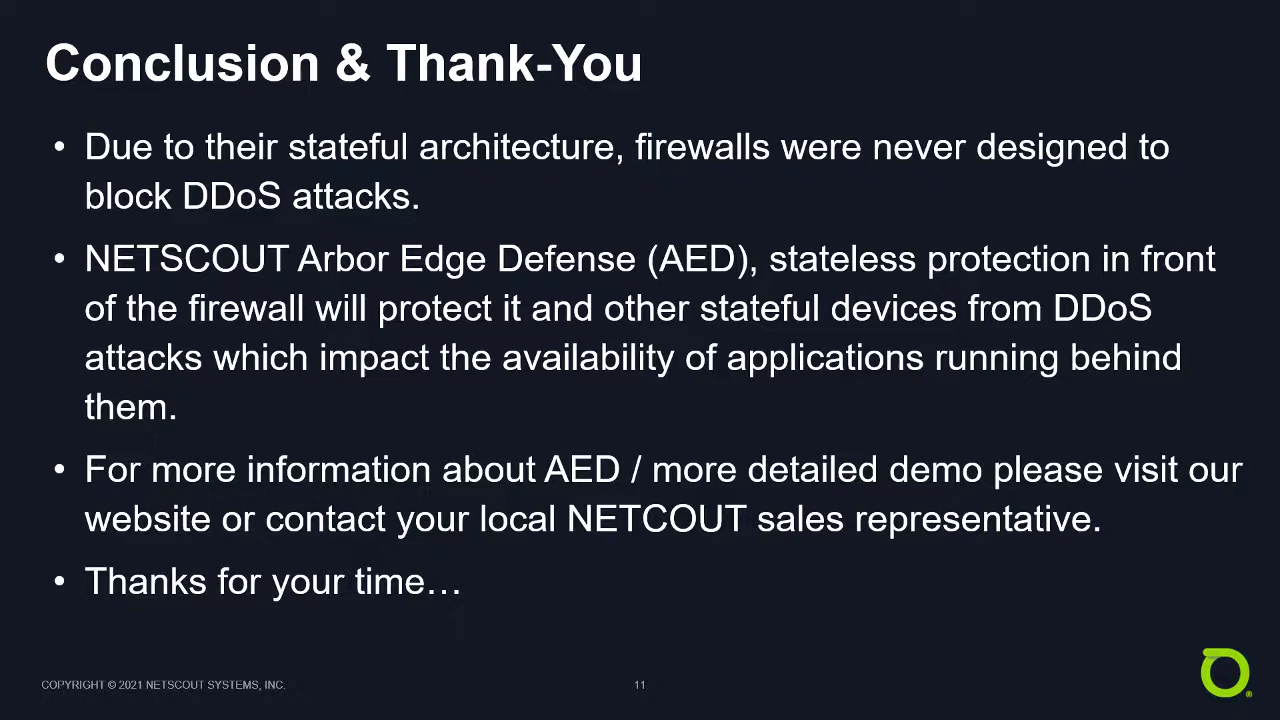 Conclusion & Thank-You
• Due to their stateful architecture, firewalls were never designed to
block DDoS attacks.
• NETSCOUT Arbor Edge Defense (AED), stateless protection in front
of the firewall will protect it and other stateful devices from DDoS
attacks which impact the availability of applications running behind
them.
• For more information about AED / more detailed demo please visit our
website or contact your local NETCOUT sales representative.
• Thanks for your time…
COPYRIGHT © 2021 NETSCOUT SYSTEMS, INC.
11
®